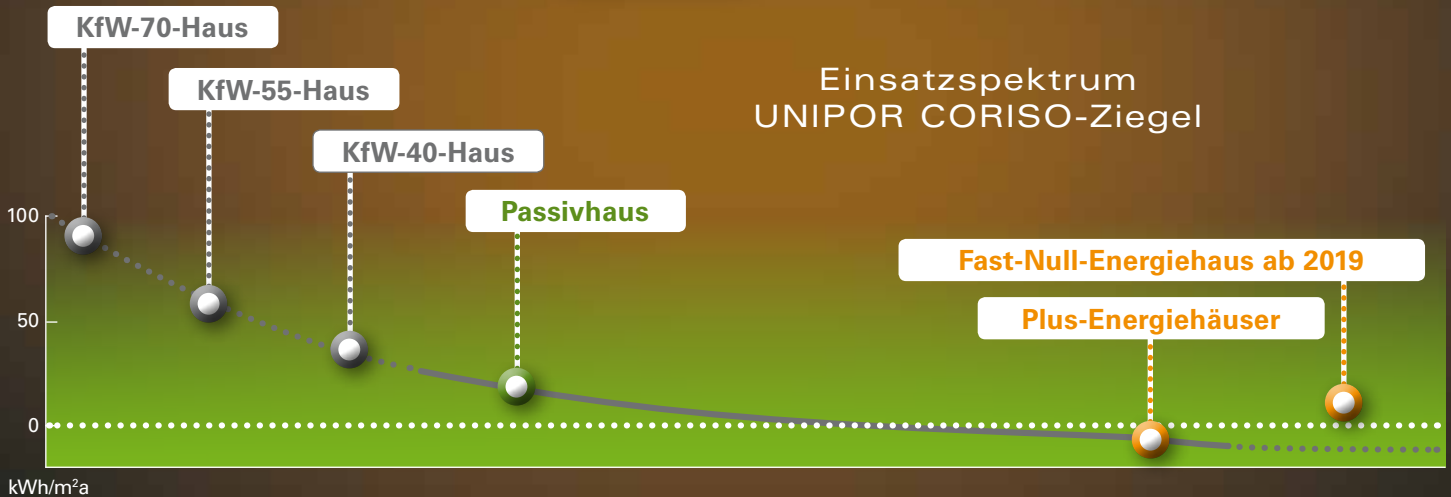 KfW-70-Haus
Einsatzspektrum
UNIPOR CORISO-Ziegel
KfW-55-Haus
KfW-40-Haus
Passivhaus
100
Fast-Null-Energiehaus ab 2019
Plus-Energiehäuser
50
0
kWh/m²a